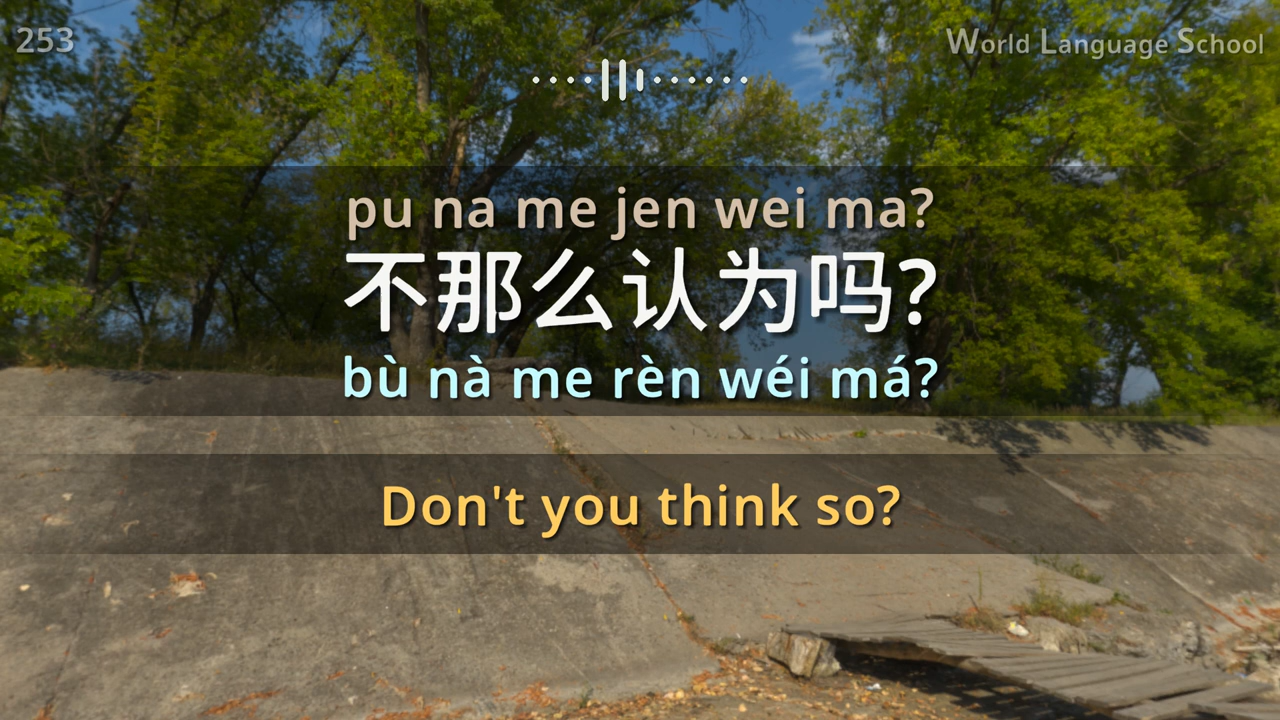 253
World Language School
pu na me jen wei ma?
不那么认为吗?
bù nà me rèn wéi má?
Don't you think so?